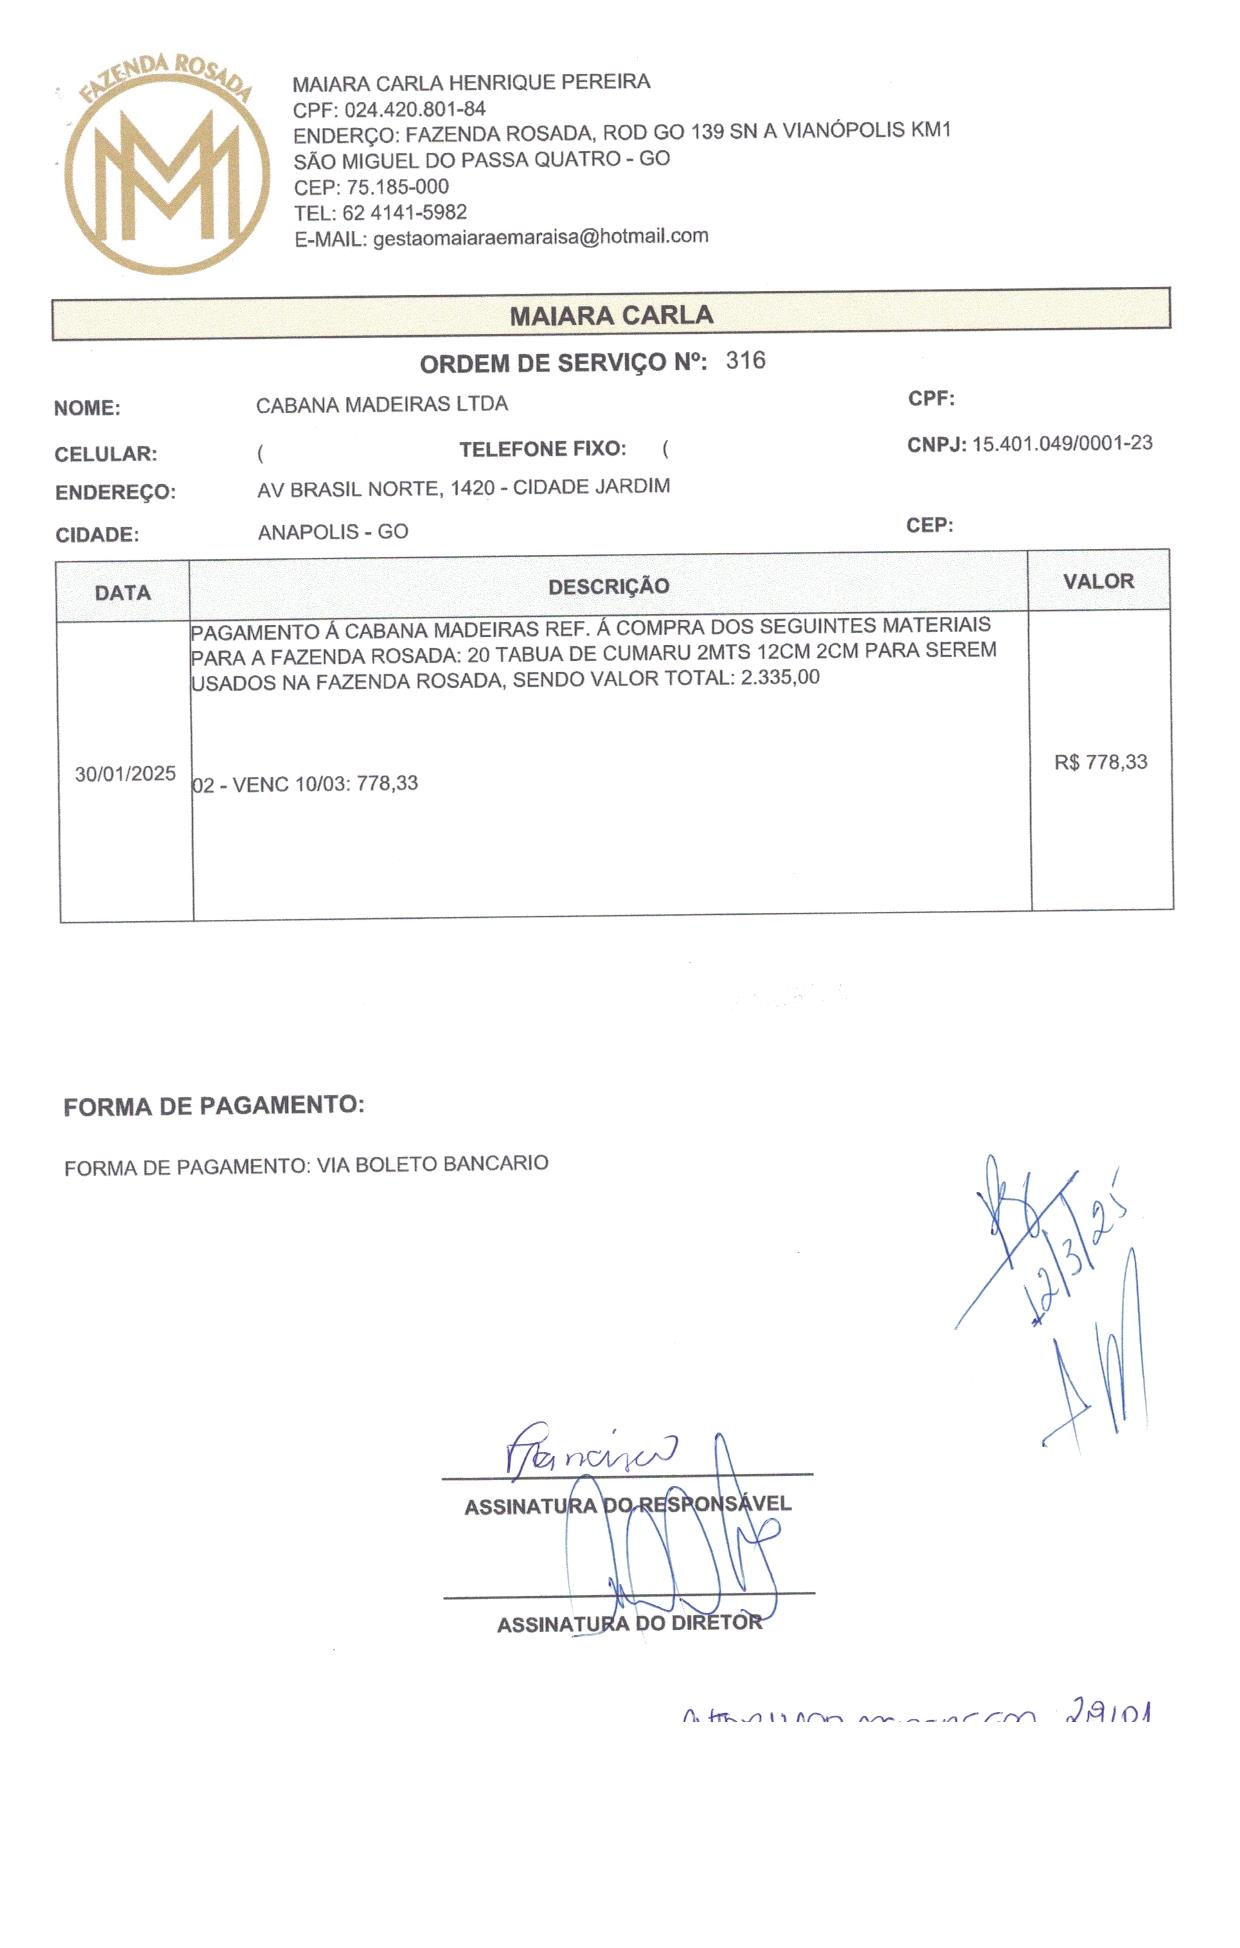 FAZENDA ROSADA
MM
MAIARA CARLA HENRIQUE PEREIRA
CPF: 024.420.801-84
ENDERÇO: FAZENDA ROSADA, ROD GO 139 SN A VIANÓPOLIS KM1
SÃO MIGUEL DO PASSA QUATRO - GO
CEP: 75.185-000
TEL: 62 4141-5982
E-MAIL: gestaomaiaraemaraisa@hotmail.com
MAIARA CARLA
ORDEM DE SERVIÇO Nº: 316
NOME: CABANA MADEIRAS LTDA CPF:
CELULAR: ( TELEFONE FIXO: ( CNPJ: 15.401.049/0001-23
ENDEREÇO: AV BRASIL NORTE, 1420 - CIDADE JARDIM
CIDADE: ANAPOLIS - GO CEP:
DATA DESCRIÇÃO VALOR
PAGAMENTO Á CABANA MADEIRAS REF. Á COMPRA DOS SEGUINTES MATERIAIS
PARA A FAZENDA ROSADA: 20 TABUA DE CUMARU 2MTS 12CM 2CM PARA SEREM
USADOS NA FAZENDA ROSADA, SENDO VALOR TOTAL: 2.335,00
30/01/2025 02 - VENC 10/03: 778,33 R$ 778,33
FORMA DE PAGAMENTO:
FORMA DE PAGAMENTO: VIA BOLETO BANCARIO
12/3/25
Francisco
ASSINATURA DO RESPONSÁVEL
ASSINATURA DO DIRETOR
29/01